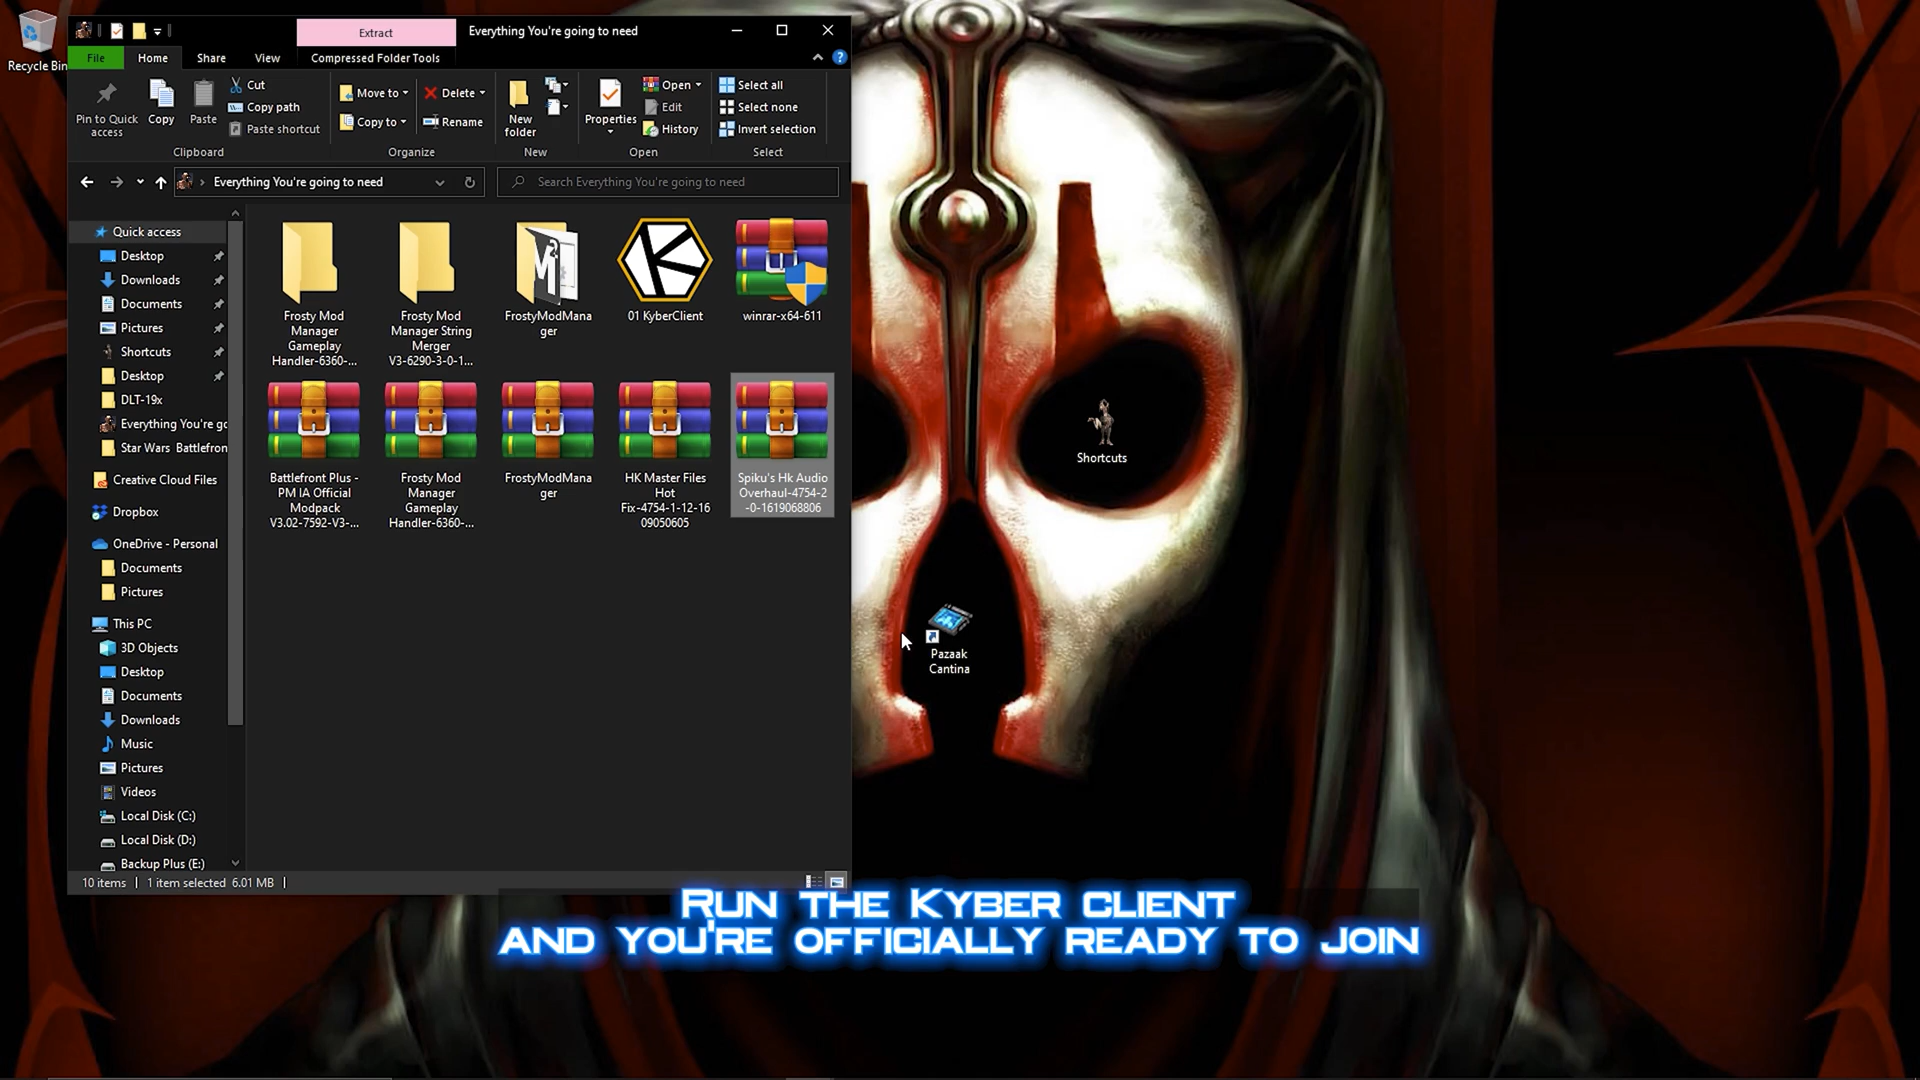 Recycle Bin
Extract
Everything You're going to need
File
Home
Share
View
Compressed Folder Tools
Pin to Quick
access
Copy
Paste
Cut
Copy path
Paste shortcut
Clipboard
Move to
Copy to
Delete
Rename
Organize
New
folder
New
Properties
Open
Edit
History
Open
Select all
Select none
Invert selection
Select
Everything You're going to need
Search Everything You're going to need
Quick access
Desktop
Downloads
Documents
Pictures
Shortcuts
Desktop
DLT-19x
Everything You're go
Star Wars Battlefron
Creative Cloud Files
Dropbox
OneDrive - Personal
Documents
Pictures
This PC
3D Objects
Desktop
Documents
Downloads
Music
Pictures
Videos
Local Disk (C:)
Local Disk (D:)
Backup Plus (E:)
Frosty Mod
Manager
Gameplay
Handler-6360-...
Frosty Mod
Manager String
Merger
V3-6290-3-0-1...
FrostyModMana
ger
01 KyberClient
winrar-x64-611
Battlefront Plus -
PM IA Official
Modpack
V3.02-7592-V3-...
Frosty Mod
Manager
Gameplay
Handler-6360-...
FrostyModMana
ger
HK Master Files
Hot
Fix-4754-1-12-16
09050605
Spiku's Hk Audio
Overhaul-4754-2
-0-1619068806
Shortcuts
Pazaak
Cantina
10 items
1 item selected 6.01 MB
Run the Kyber client
and you're officially ready to join